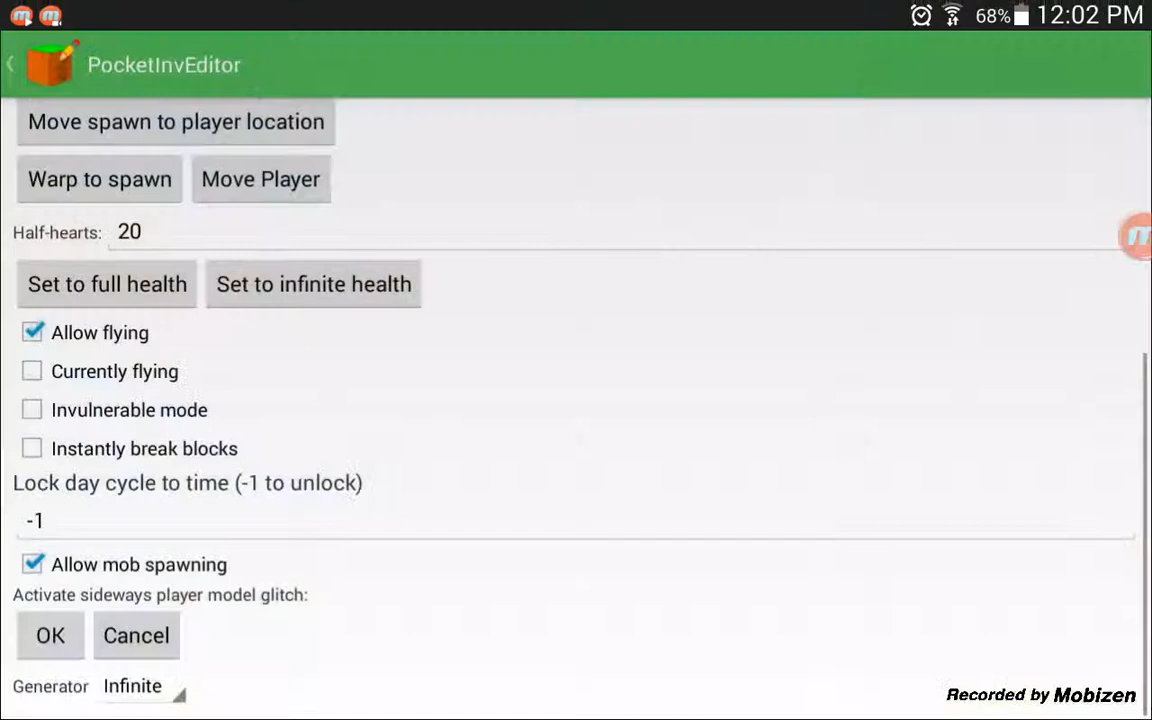 68% 12:02 PM
PocketInvEditor
Move spawn to player location
Warp to spawn Move Player
Half-hearts: 20
Set to full health Set to infinite health
Allow flying
Currently flying
Invulnerable mode
Instantly break blocks
Lock day cycle to time (-1 to unlock)
-1
Allow mob spawning
Activate sideways player model glitch:
OK Cancel
Generator Infinite
Recorded by Mobizen